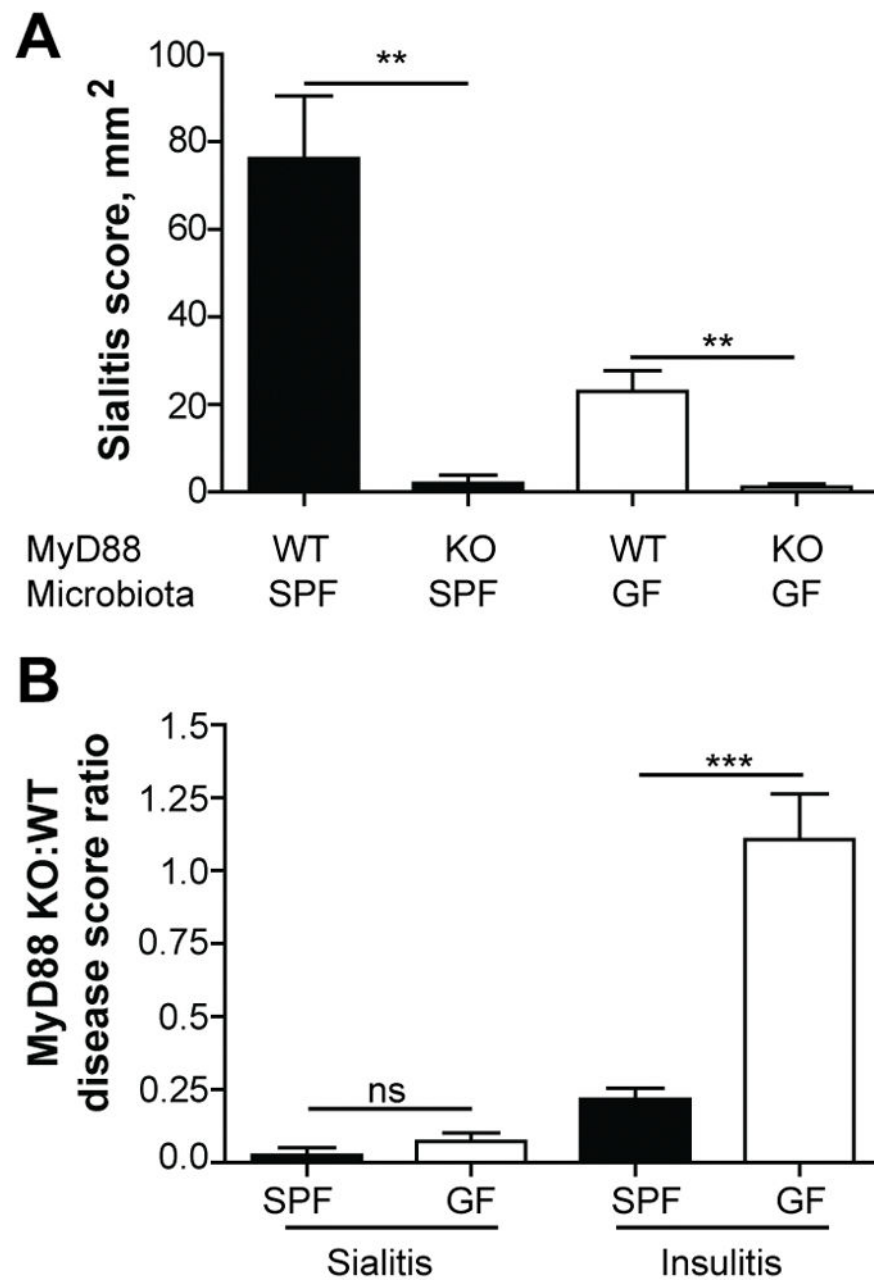 A
Sialitis score, mm2
100
80
60
40
20
0
**
**
MyD88 WT KO WT KO
Microbiota SPF SPF GF GF
B
MyD88 KO:WT
disease score ratio
1.5
1.25
1.0
0.75
0.5
0.25
0.0
ns
***
SPF GF SPF GF
Sialitis Insulitis